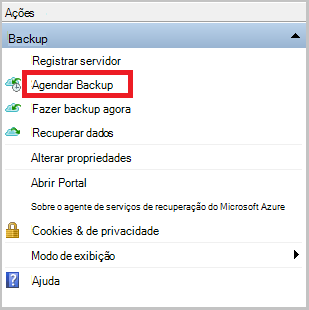 Ações
Backup
Registrar servidor
Agendar Backup
Fazer backup agora
Recuperar dados
Alterar propriedades
Abrir Portal
Sobre o agente de serviços de recuperação do Microsoft Azure
Cookies & de privacidade
Modo de exibição
Ajuda